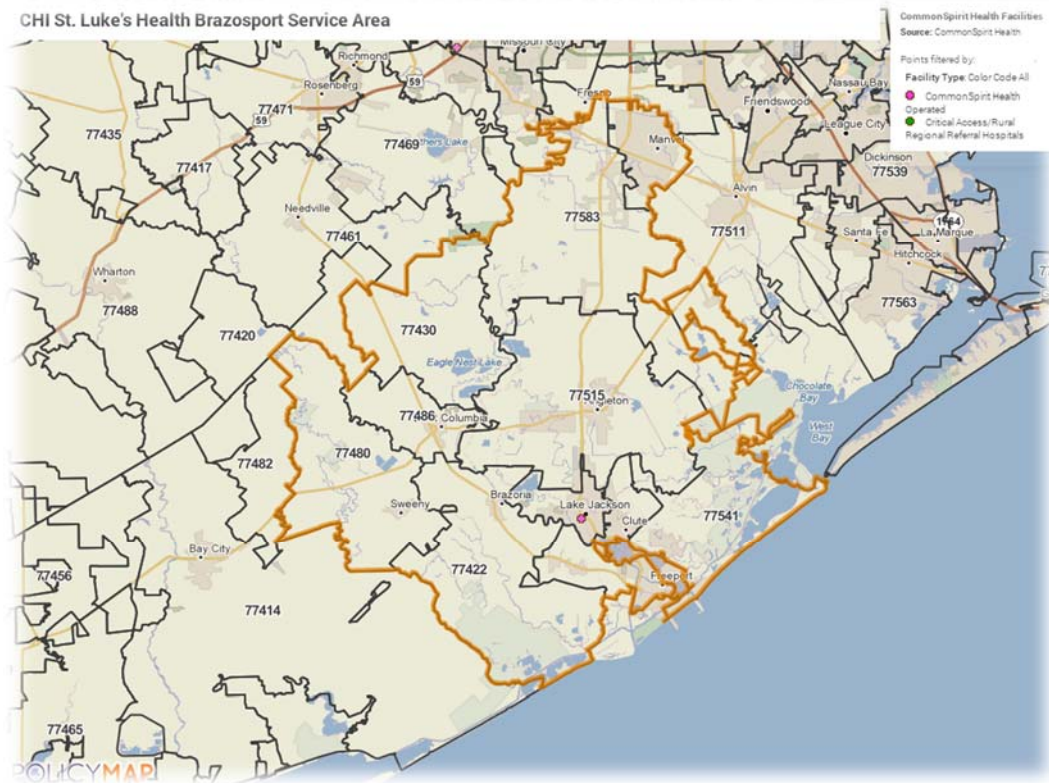 CHI St. Luke's Health Brazosport Service Area
CommonSpirit Health Facilities
Source: CommonSpirit Health
Points filtered by:
Facility Type: Color Code All
CommonSpirit Health
Operated
Critical Access/Rural
Regional Referral Hospitals
Missouri City
Richmond
59
Rosenberg
Fresno
Nassau Bay
Friendswood
77471
59
League City
77435
77469
Manvel
Dickinson
77417
77539
Alvin
Needville
77583
77461
77511
1764
Santa Fe
La Marque
Hitchcock
Wharton
77488
77563
77420
77430
Eagle Nest Lake
Chocolate
Bay
77515
Angleton
77486
Columbia
West
Bay
77482
77480
Brazoria
Sweeny
Lake Jackson
77541
Clute
Bay City
77456
77422
Freeport
77414
77465
POLICYMAP